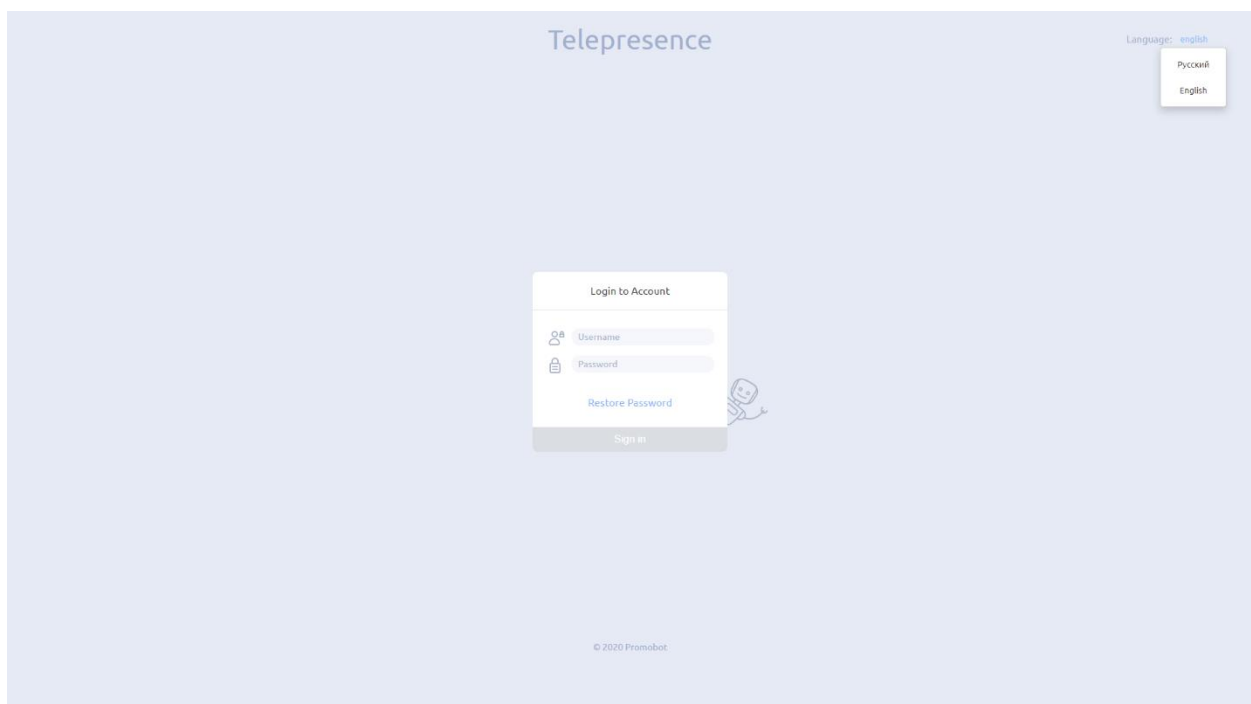 Telepresence
Language: english
Русский
English
Login to Account
Username
Password
Restore Password
Sign in
© 2020 Promobot